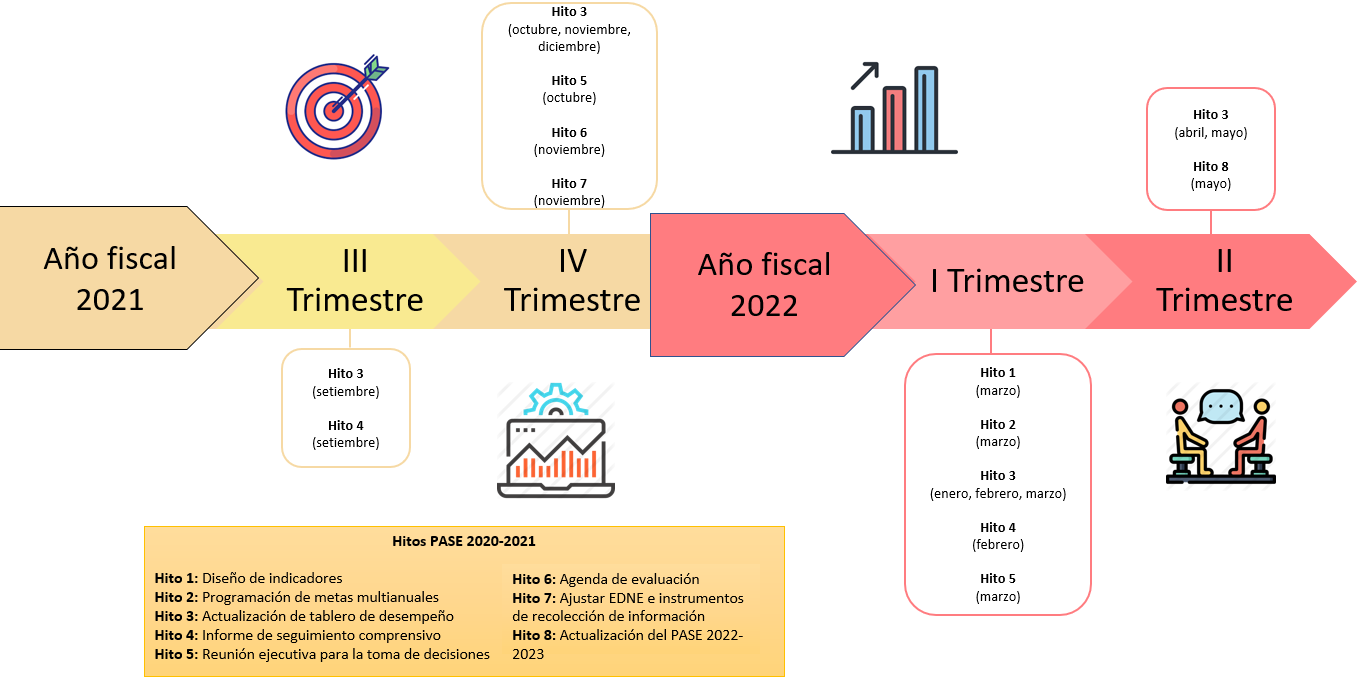 Hito 3
(octubre, noviembre,
diciembre)
Hito 5
(octubre)
Hito 6
(noviembre)
Hito 7
(noviembre)
Hito 3
(abril, mayo)
Hito 8
(mayo)
Año fiscal
2021
III
Trimestre
IV
Trimestre
Año fiscal
2022
I Trimestre
II
Trimestre
Hito 3
(setiembre)
Hito 4
(setiembre)
Hito 1
(marzo)
Hito 2
(marzo)
Hito 3
(enero, febrero, marzo)
Hito 4
(febrero)
Hito 5
(marzo)
Hitos PASE 2020-2021
Hito 1: Diseño de indicadores
Hito 2: Programación de metas multianuales
Hito 3: Actualización de tablero de desempeño
Hito 4: Informe de seguimiento comprensivo
Hito 5: Reunión ejecutiva para la toma de decisiones
Hito 6: Agenda de evaluación
Hito 7: Ajustar EDNE e instrumentos
de recolección de información
Hito 8: Actualización del PASE 2022-
2023